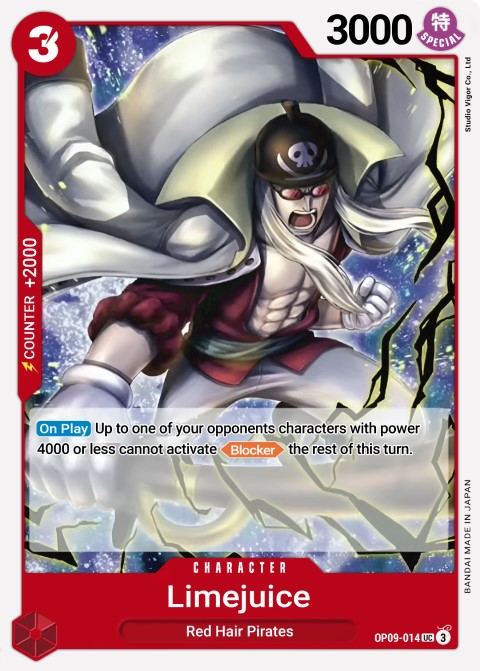 3
3000
特
SPECIAL
Studio Vigor Co., Ltd
COUNTER +2000
On Play Up to one of your opponents characters with power
4000 or less cannot activate Blocker the rest of this turn.
BANDAI MADE IN JAPAN
CHARACTER
Limejuice
Red Hair Pirates
OP09-014 UC 3